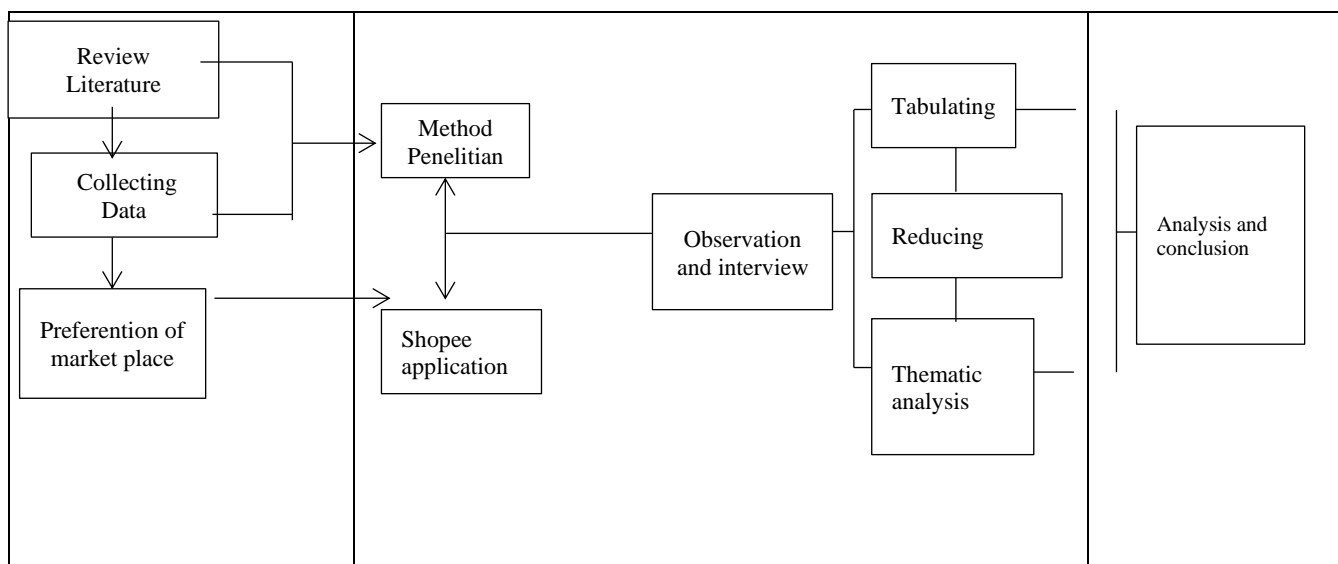 Review
Literature
Collecting
Data
Preferention of
market place
Method
Penelitian
Shopee
application
Observation
and interview
Tabulating
Reducing
Thematic
analysis
Analysis and
conclusion